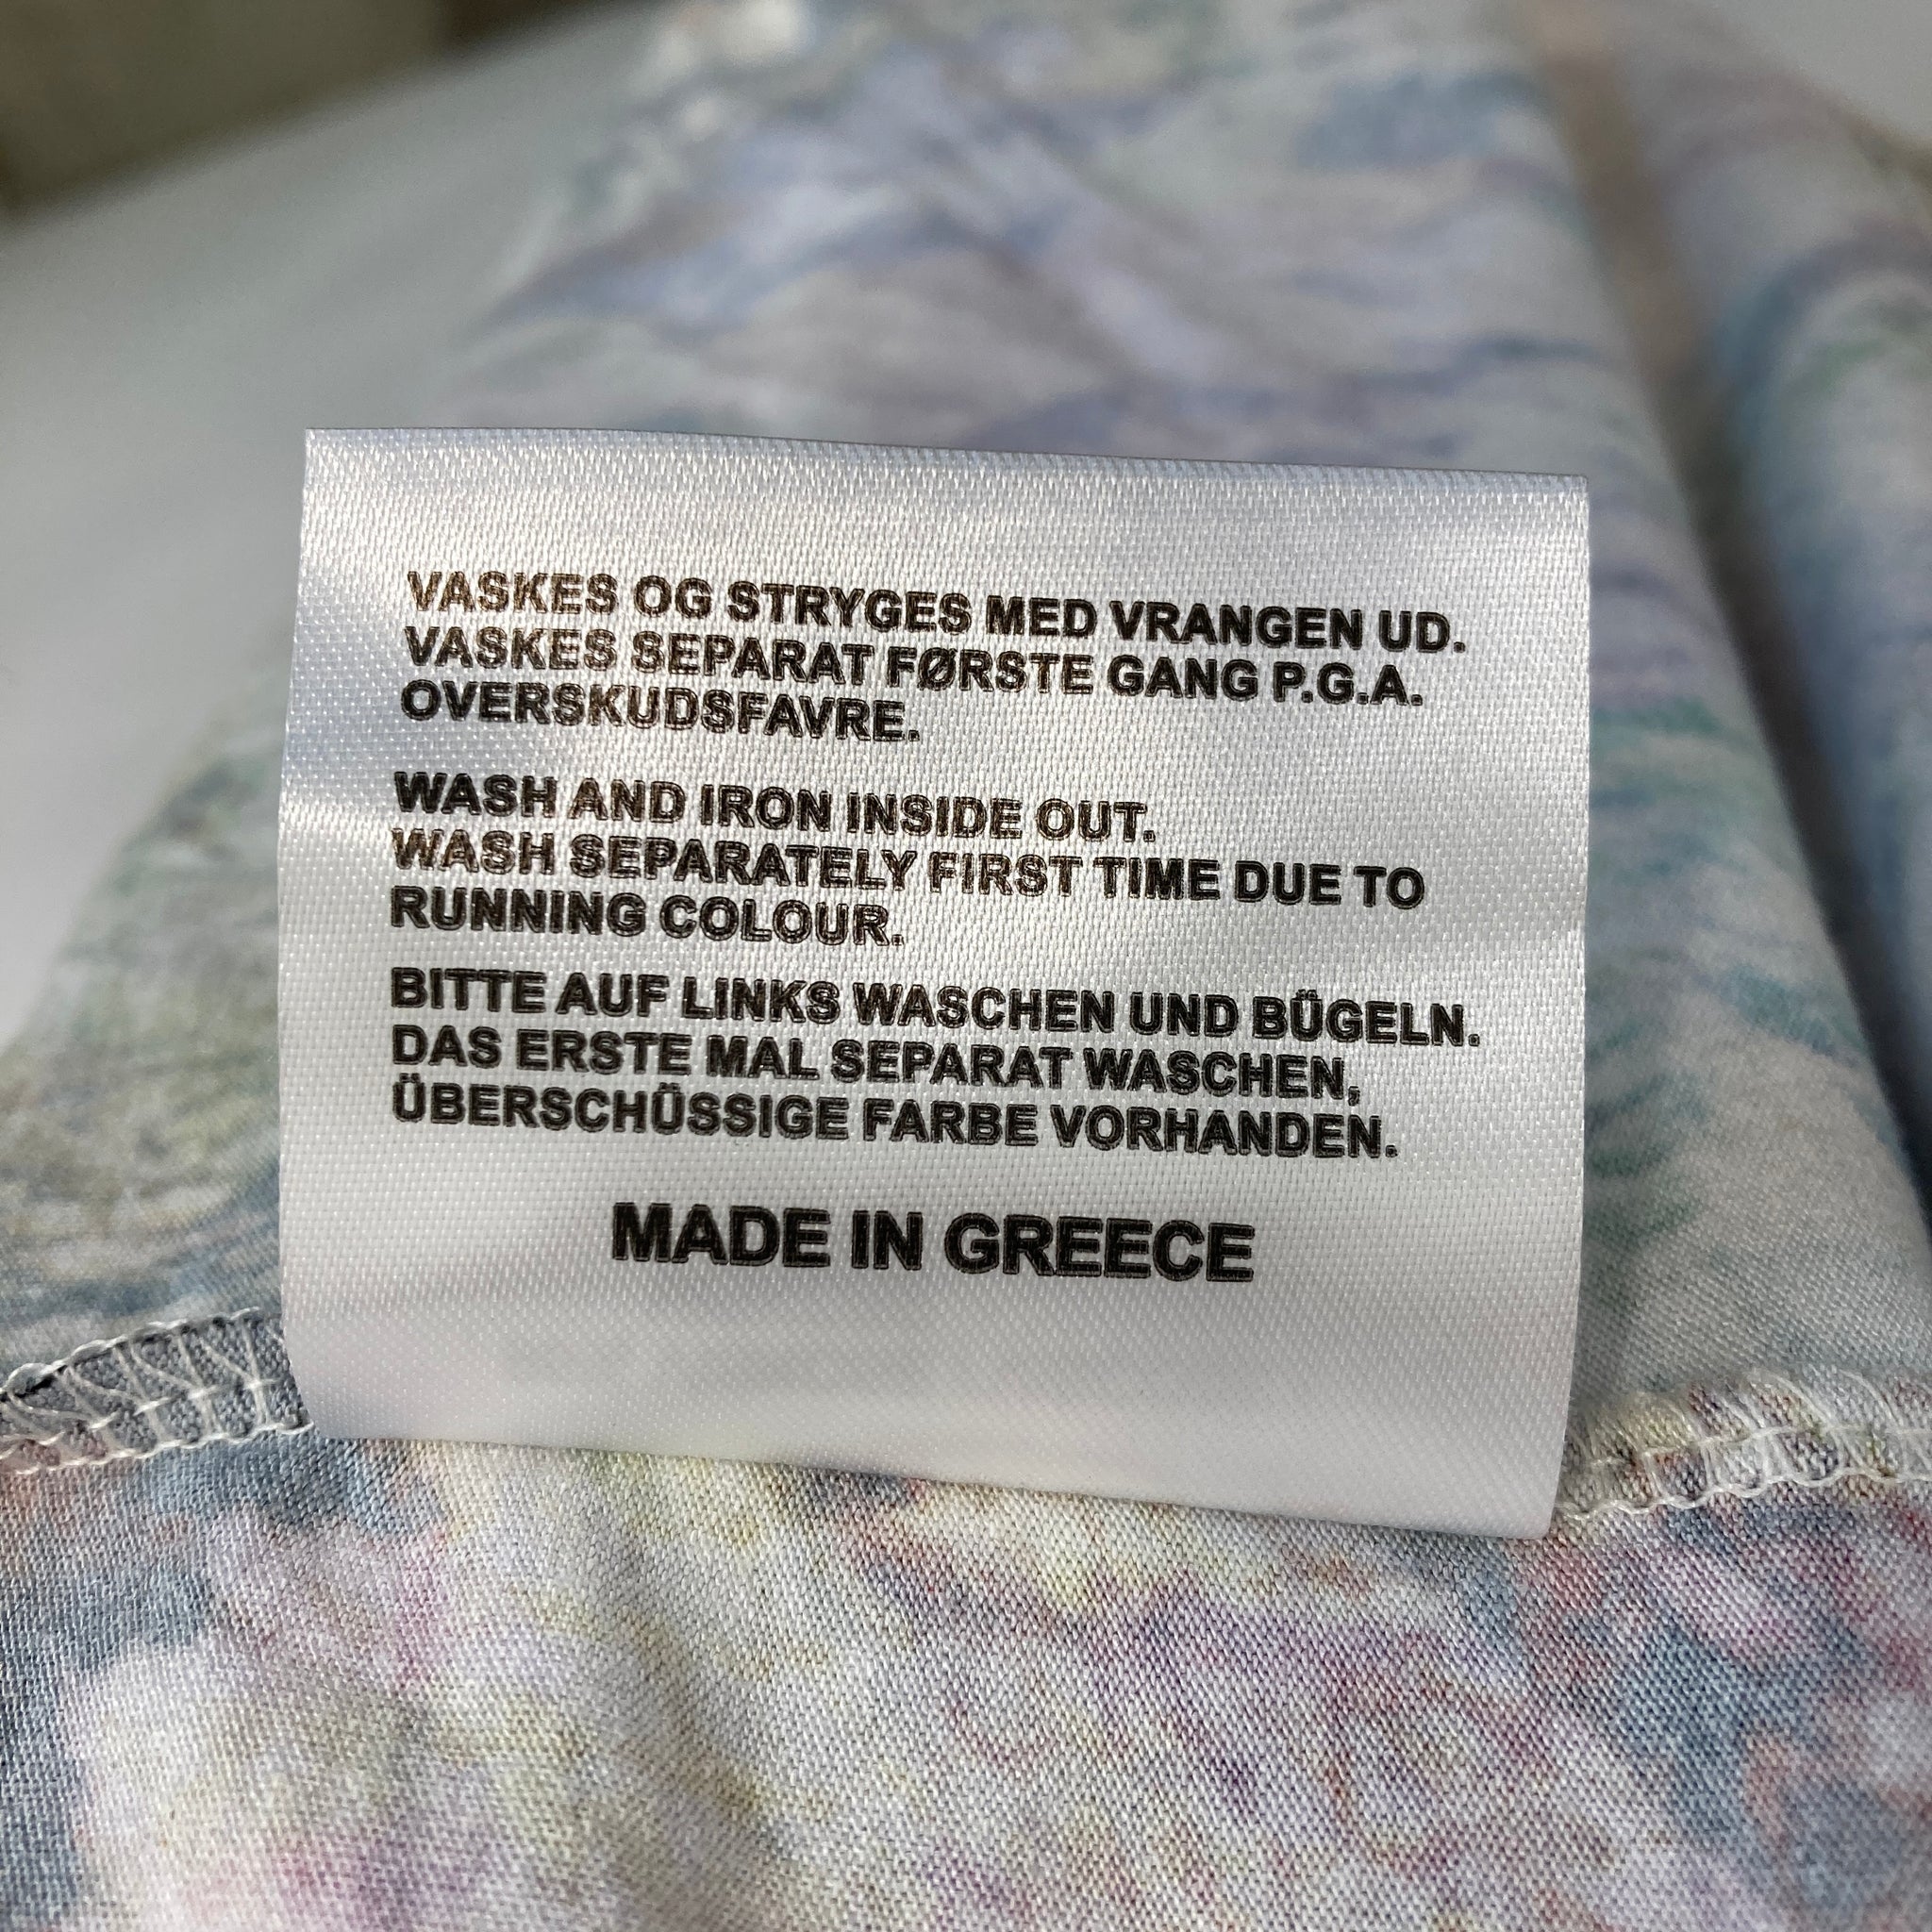 VASKES OG STRYGES MED VRANGEN UD.
VASKES SEPARAT FØRSTE GANG P.G.A.
OVERSKUDSFAVRE.
WASH AND IRON INSIDE OUT.
WASH SEPARATELY FIRST TIME DUE TO
RUNNING COLOUR.
BITTE AUF LINKS WASCHEN UND BÜGELN.
DAS ERSTE MAL SEPARAT WASCHEN,
ÜBERSCHÜSSIGE FARBE VORHANDEN.
MADE IN GREECE